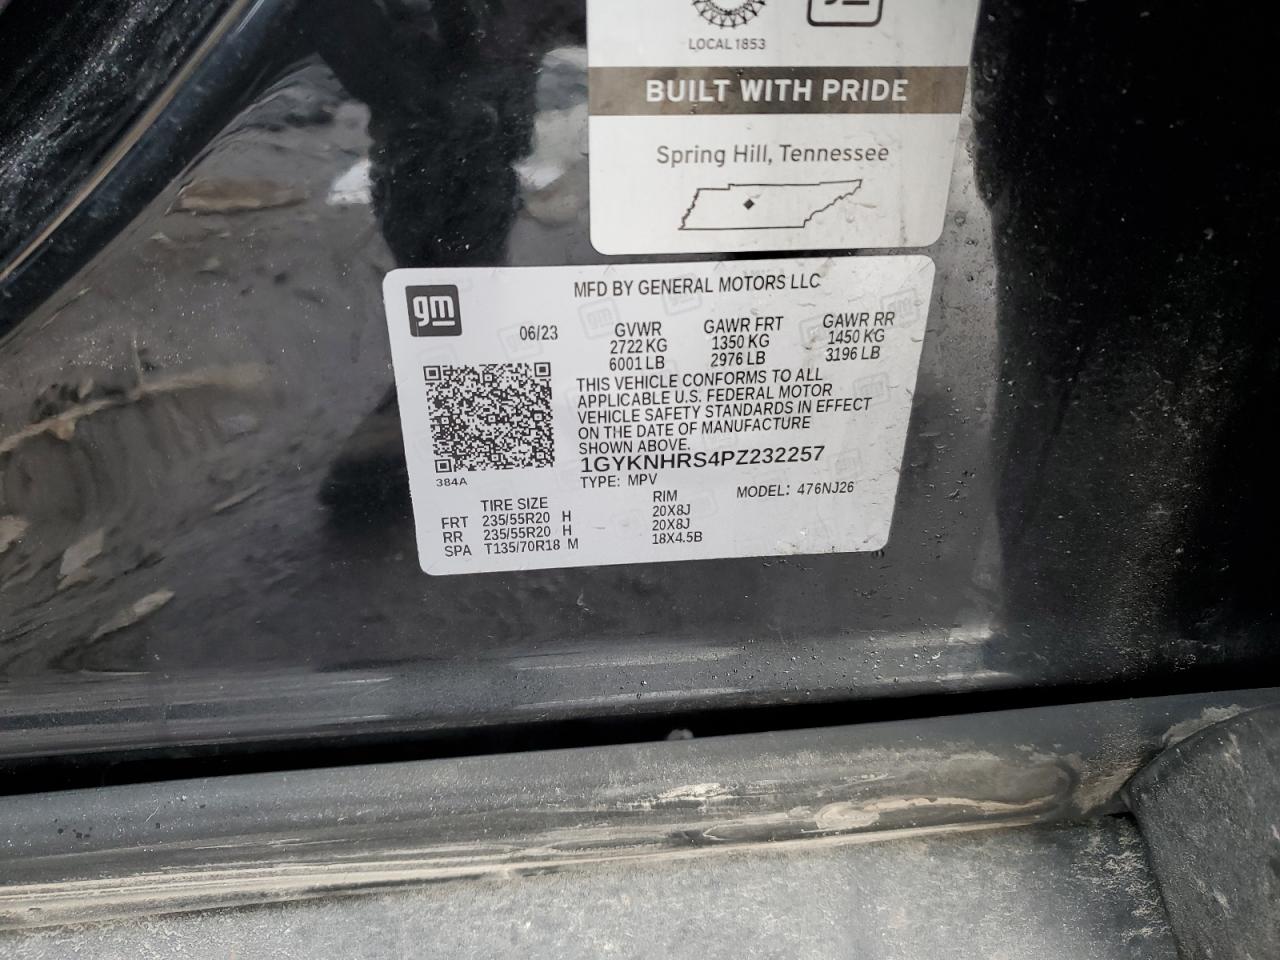 LOCAL 1853
BUILT WITH PRIDE
Spring Hill, Tennessee
gm
MFD BY GENERAL MOTORS LLC
06/23 GVWR GAWR FRT GAWR RR
2722 KG 1350 KG 1450 KG
6001 LB 2976 LB 3196 LB
THIS VEHICLE CONFORMS TO ALL
APPLICABLE U.S. FEDERAL MOTOR
VEHICLE SAFETY STANDARDS IN EFFECT
ON THE DATE OF MANUFACTURE
SHOWN ABOVE.
1GYKNHRS4PZ232257
384A
TYPE: MPV MODEL: 476NJ26
TIRE SIZE RIM
FRT 235/55R20 H 20X8J
RR 235/55R20 H 20X8J
SPA T135/70R18 M 18X4.5B